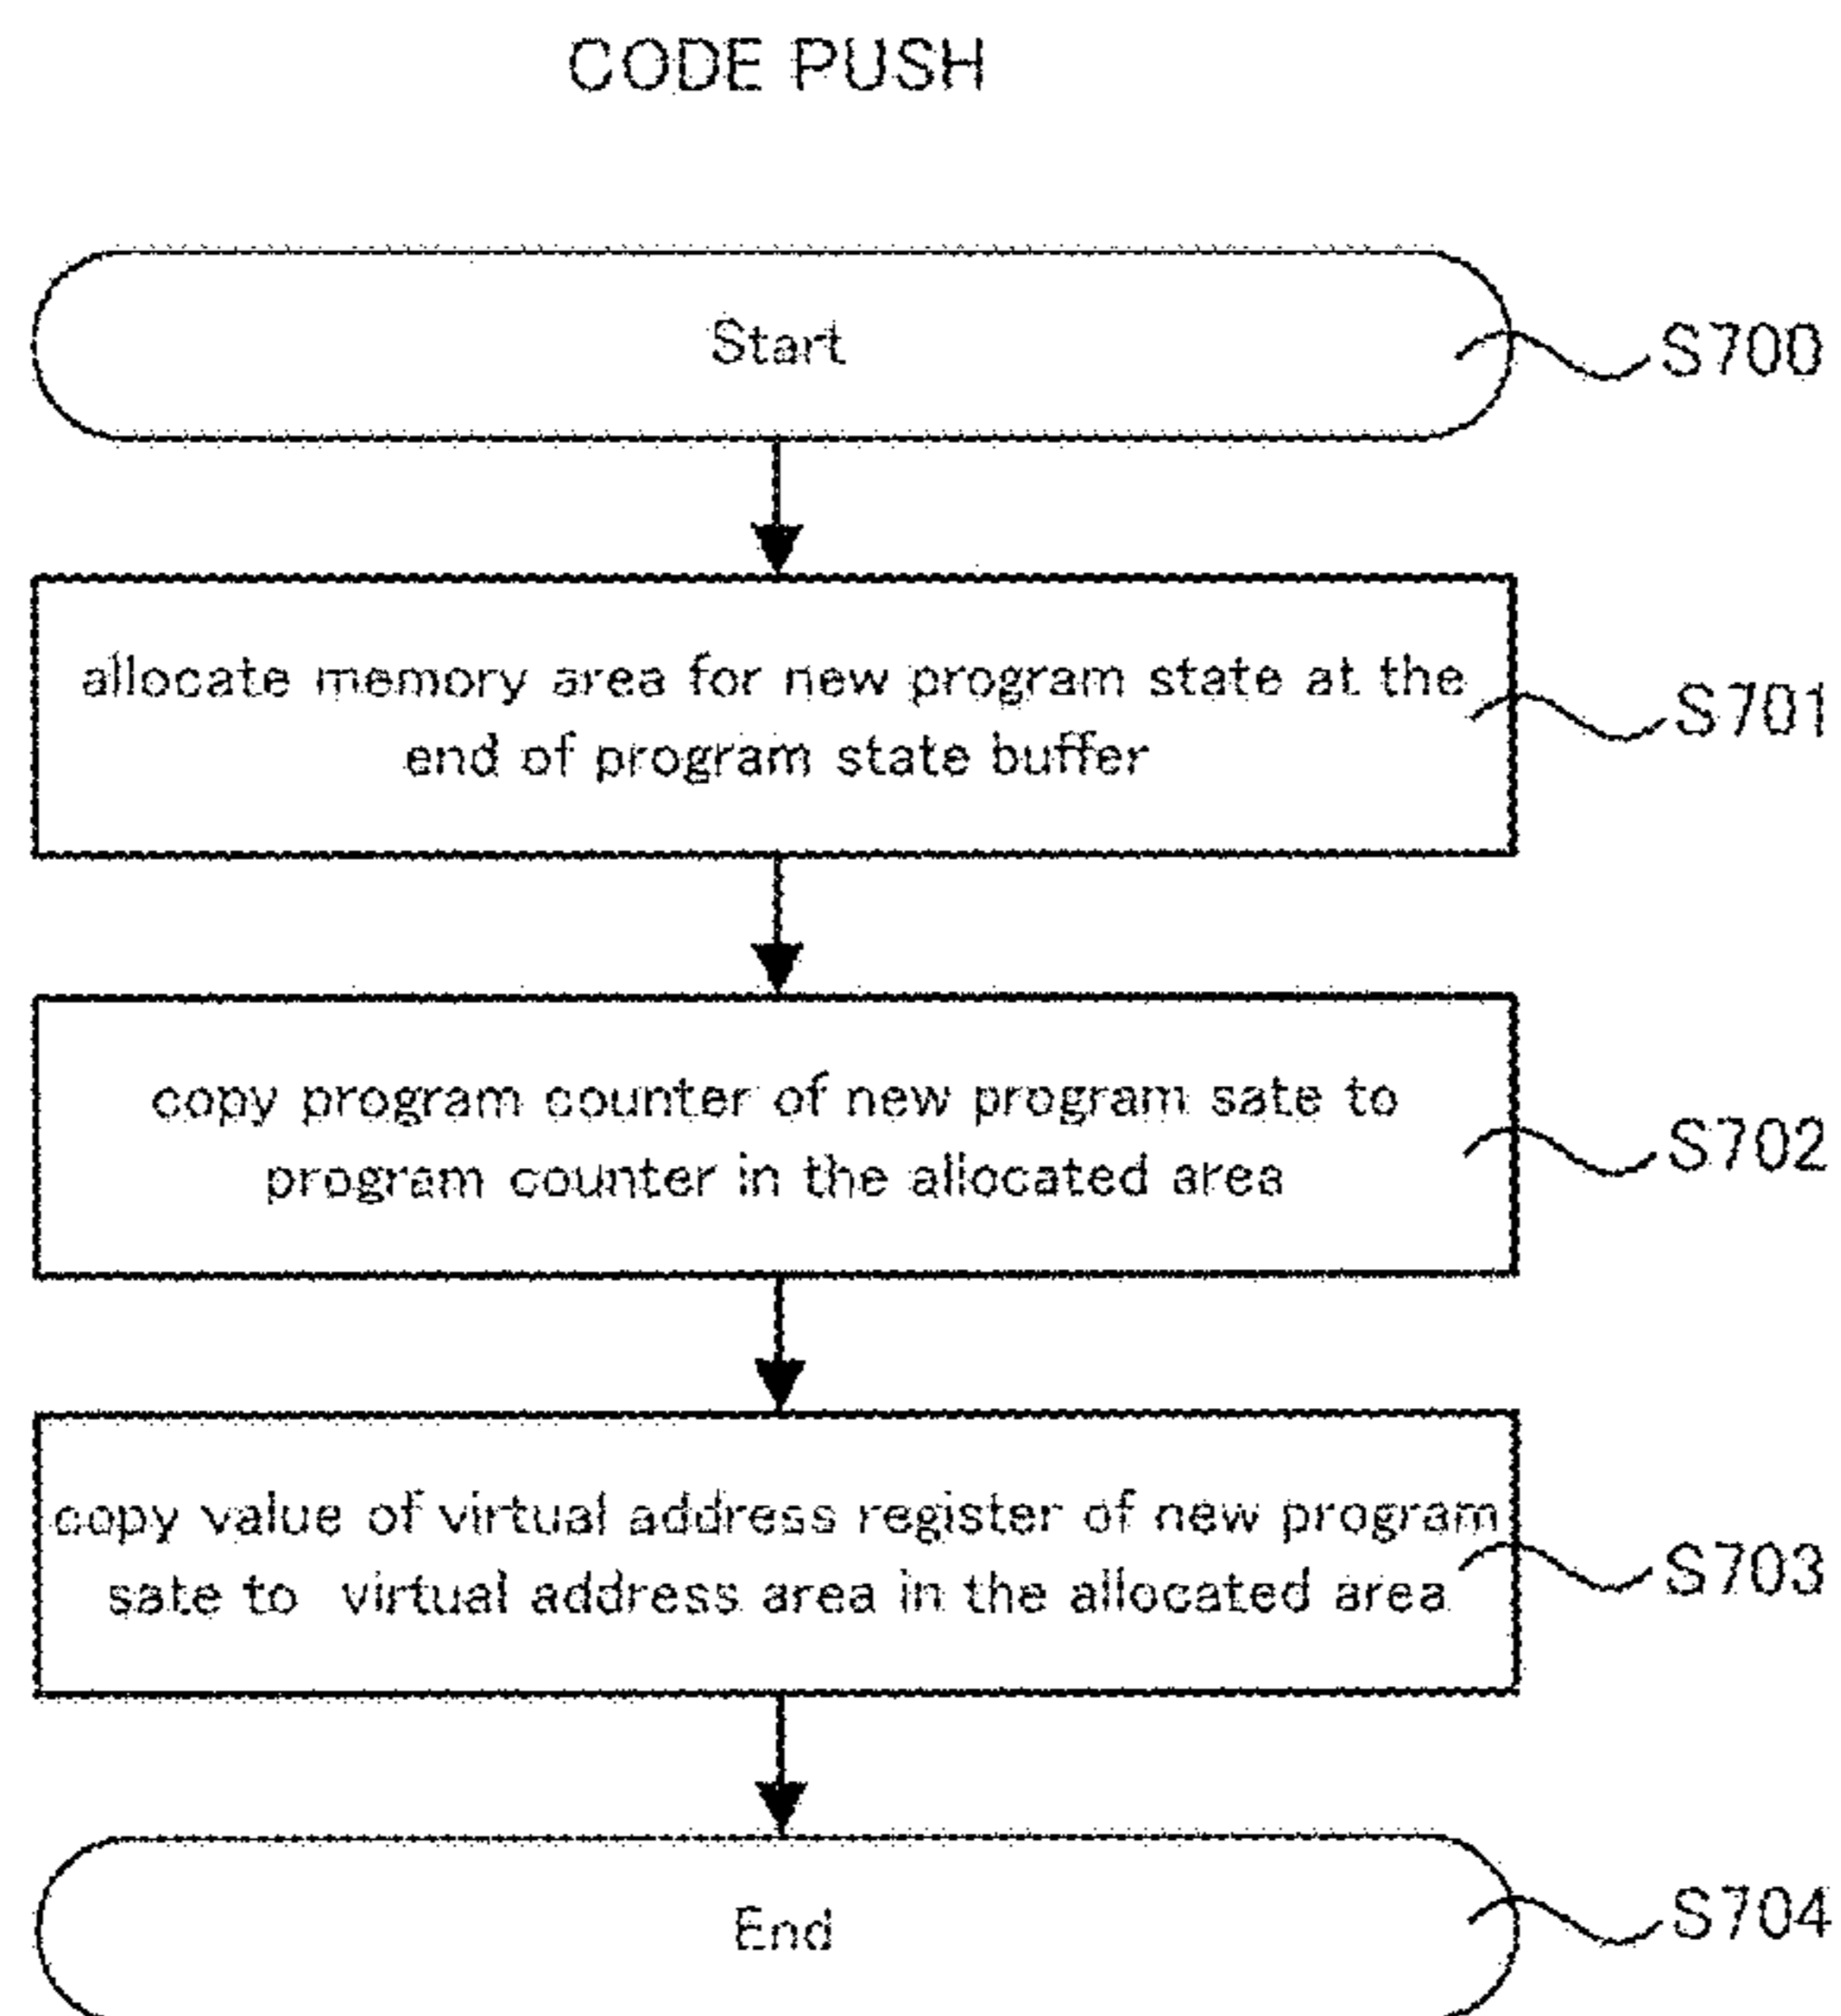 CODE PUSH
Start
S700
allocate memory area for new program state at the
end of program state buffer
S701
copy program counter of new program sate to
program counter in the allocated area
S702
copy value of virtual address register of new program
sate to virtual address area in the allocated area
S703
End
S704